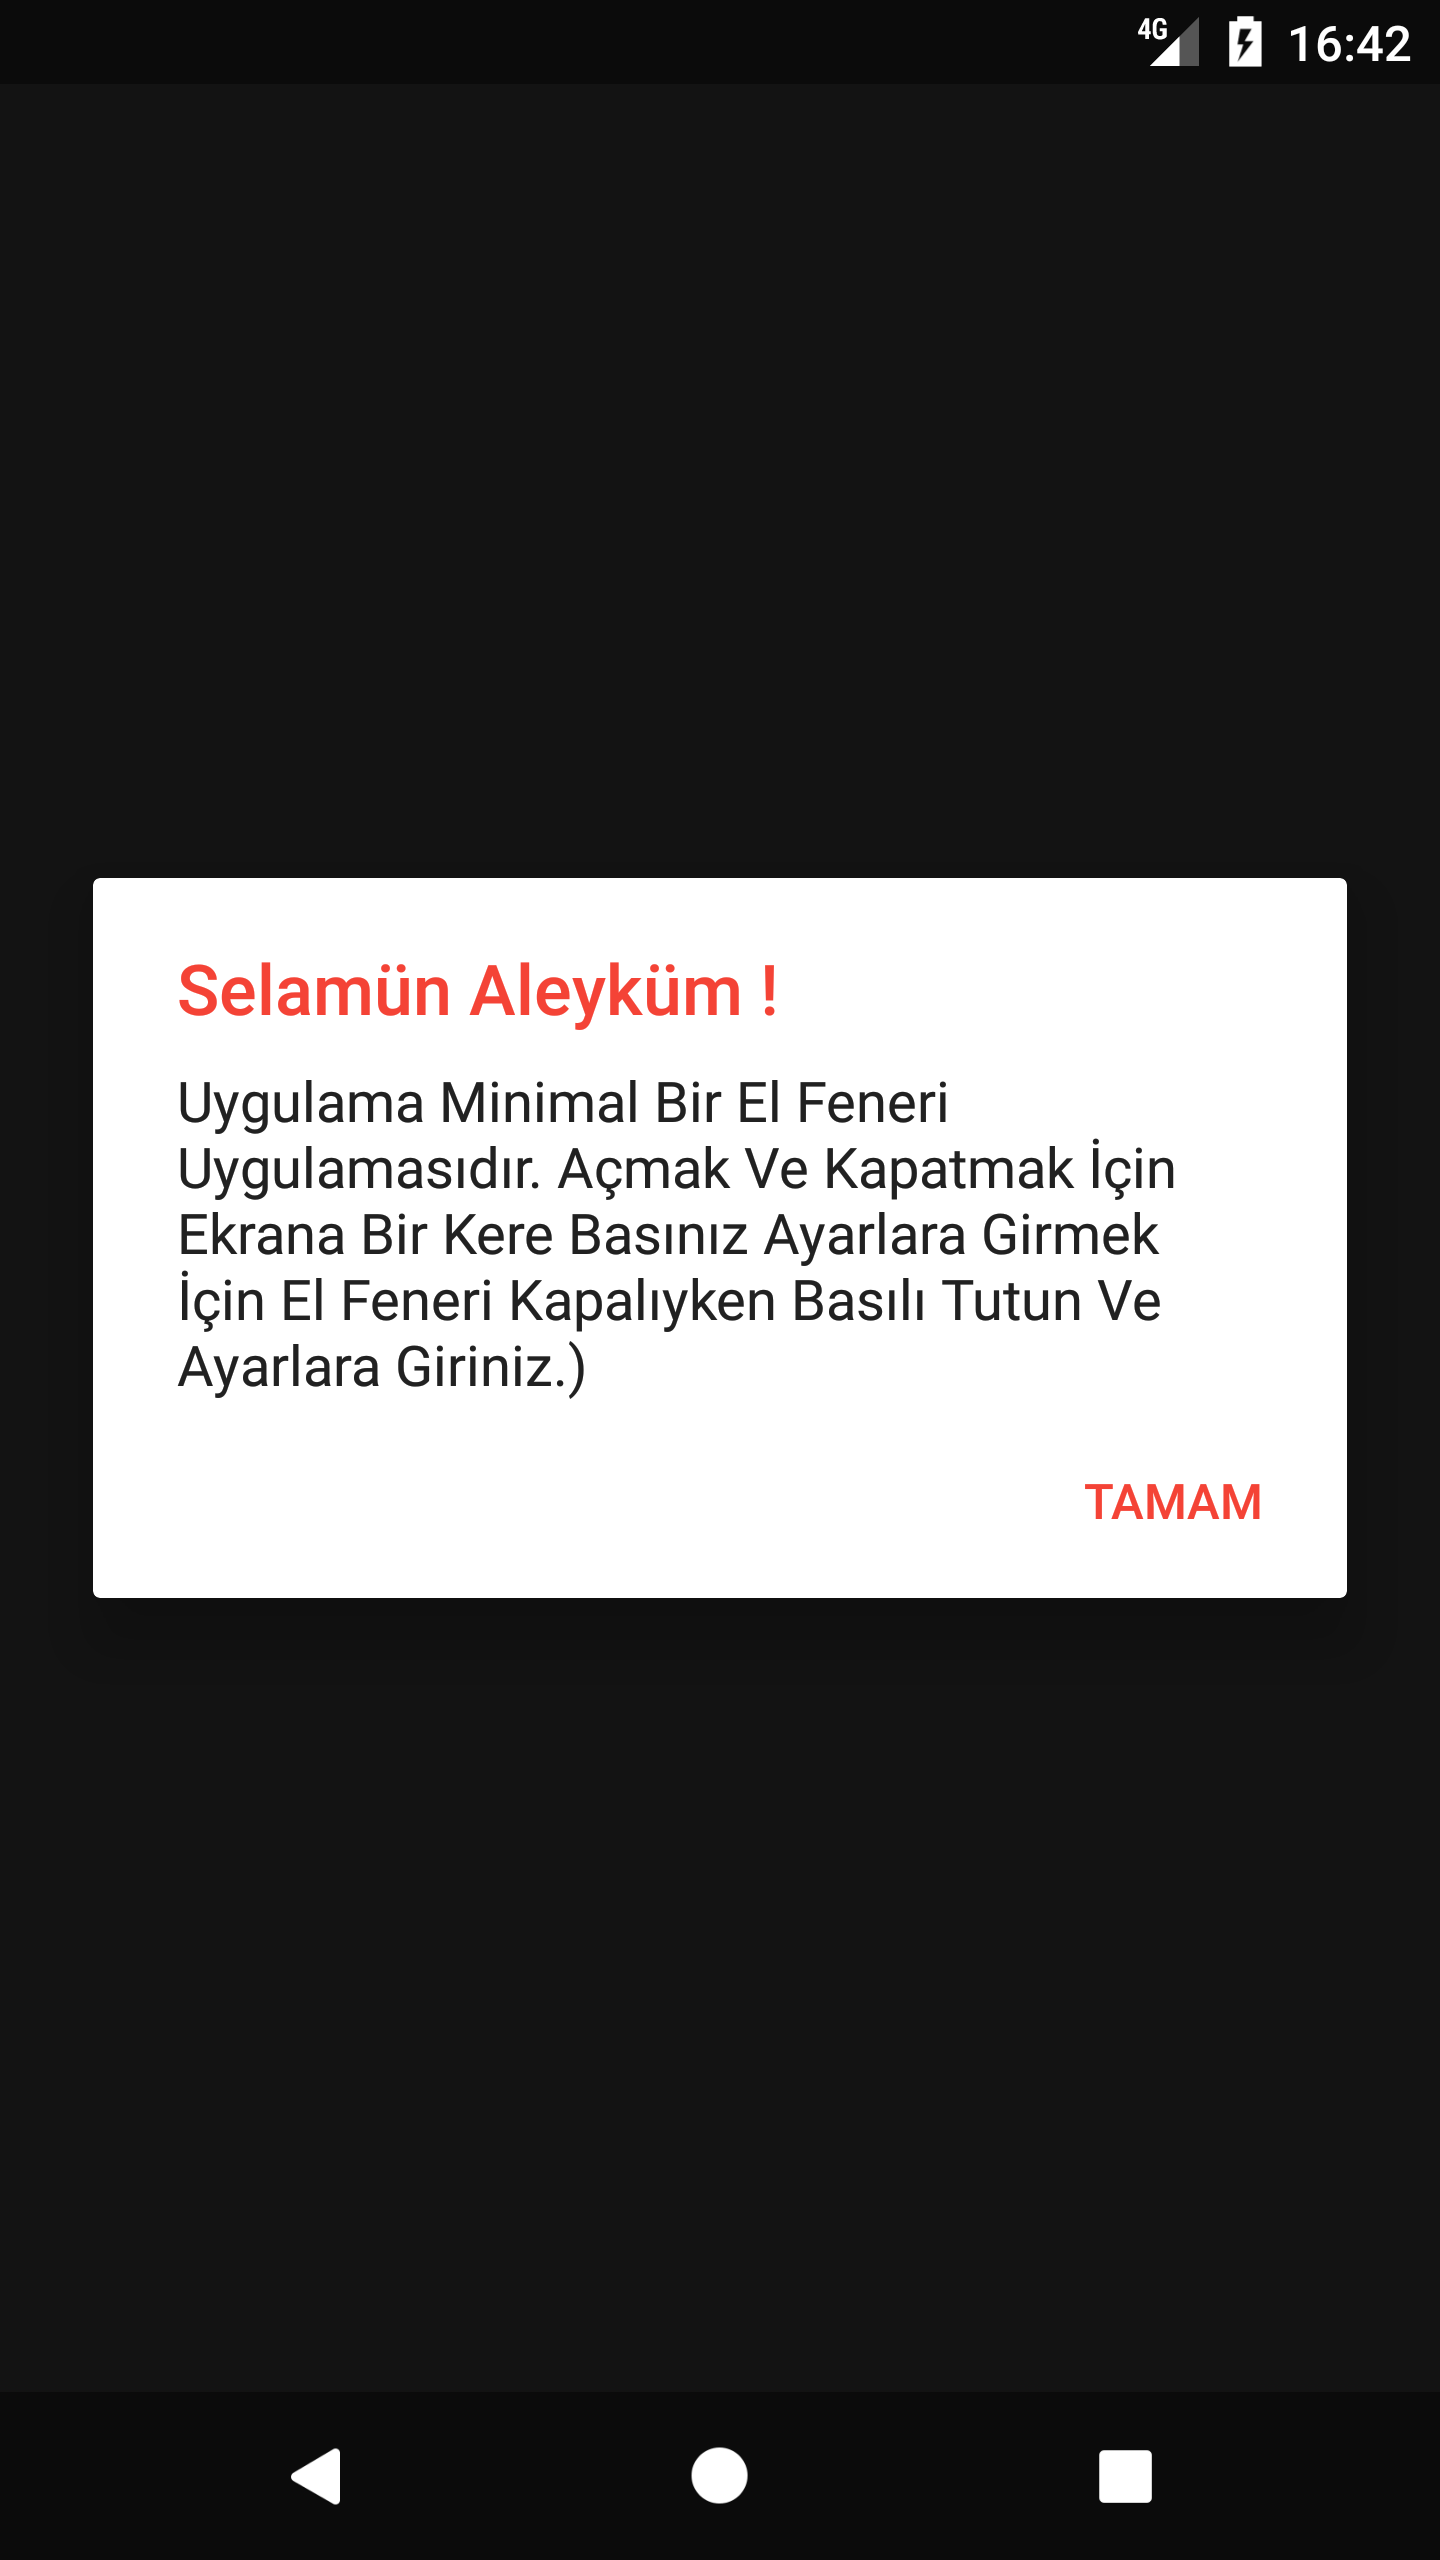 4G 16:42
Selamün Aleyküm !
Uygulama Minimal Bir El Feneri
Uygulamasıdır. Açmak Ve Kapatmak İçin
Ekrana Bir Kere Basınız Ayarlara Girmek
İçin El Feneri Kapalıyken Basılı Tutun Ve
Ayarlara Giriniz.)
TAMAM